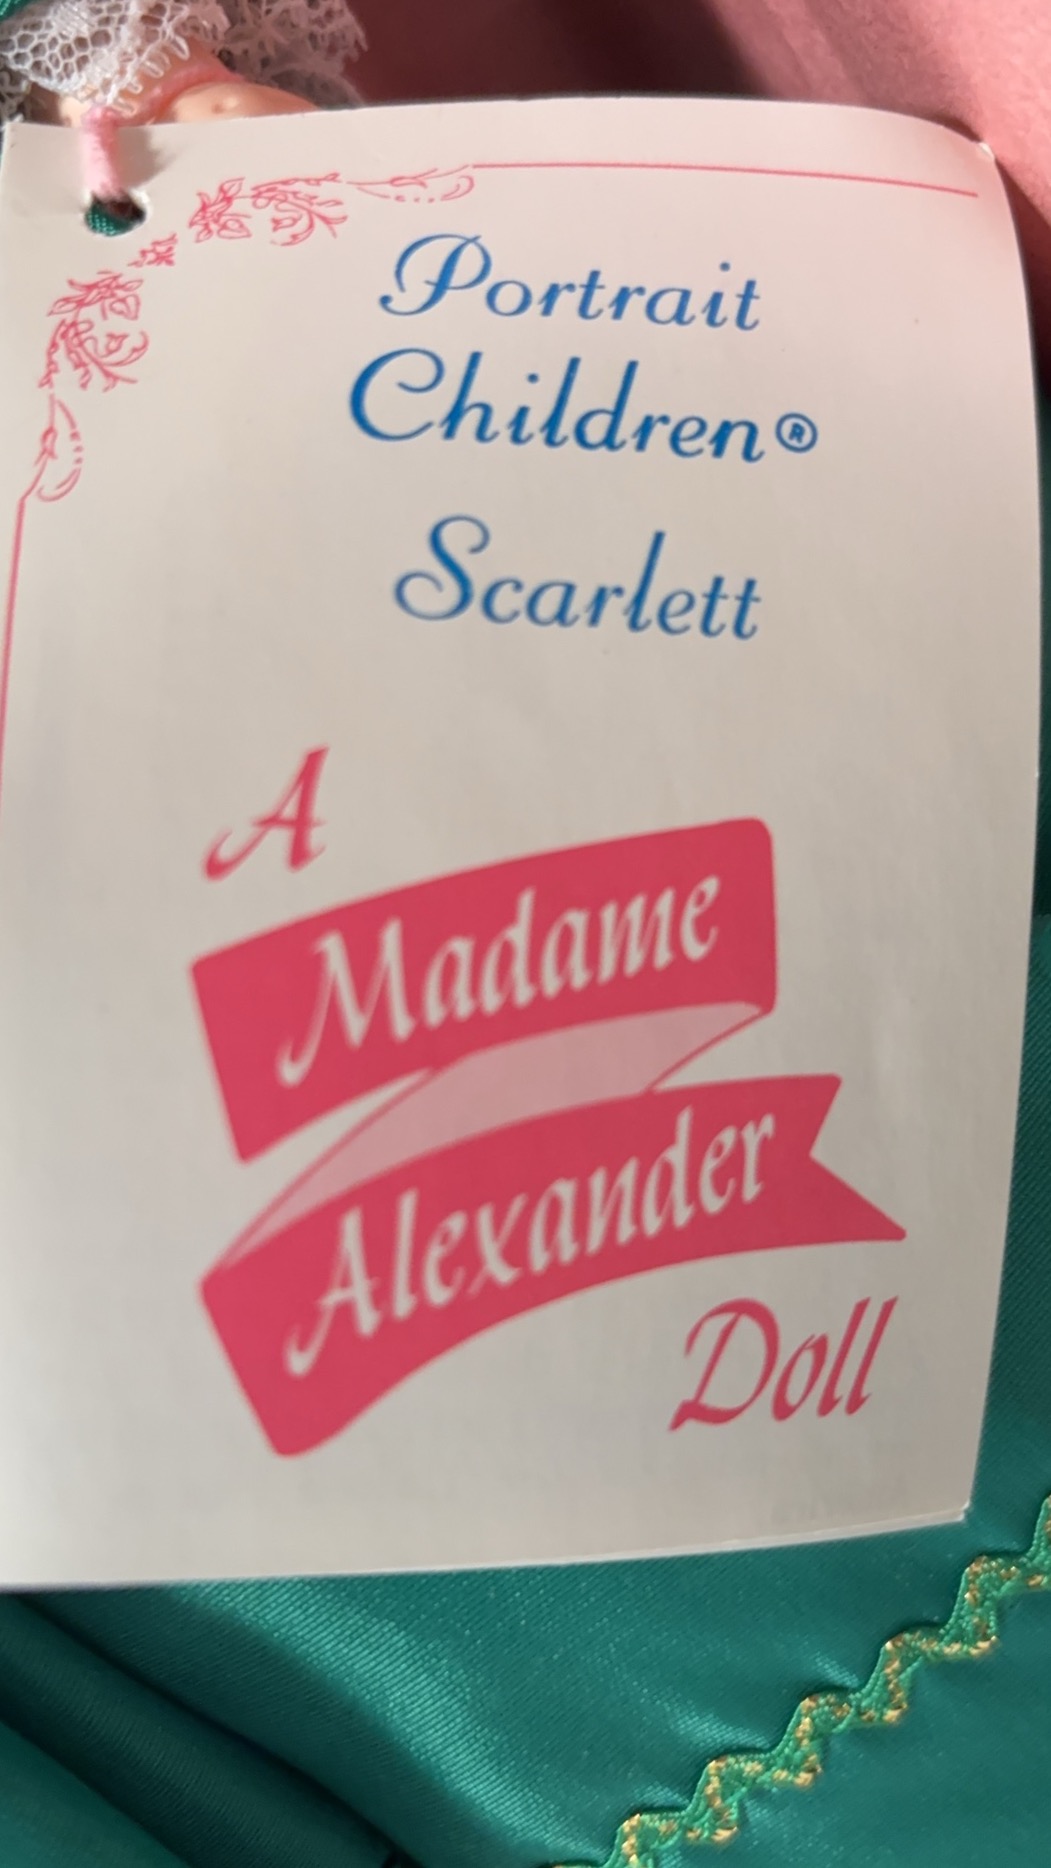 Portrait
Children®
Scarlett
A
Madame
Alexander
Doll